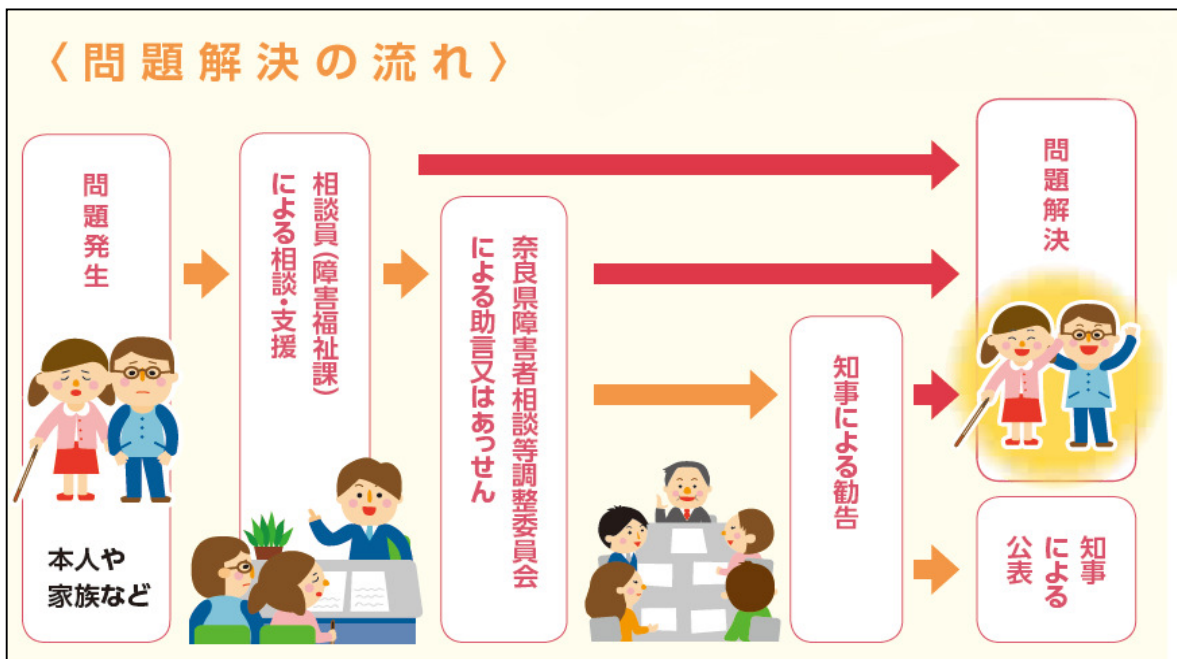 〈問題解決の流れ〉
問題発生
本人や
家族など
相談員(障害福祉課)
による相談・支援
奈良県障害者相談等調整委員会
による助言又はあっせん
知事による勧告
問題解決
知事
による
公表